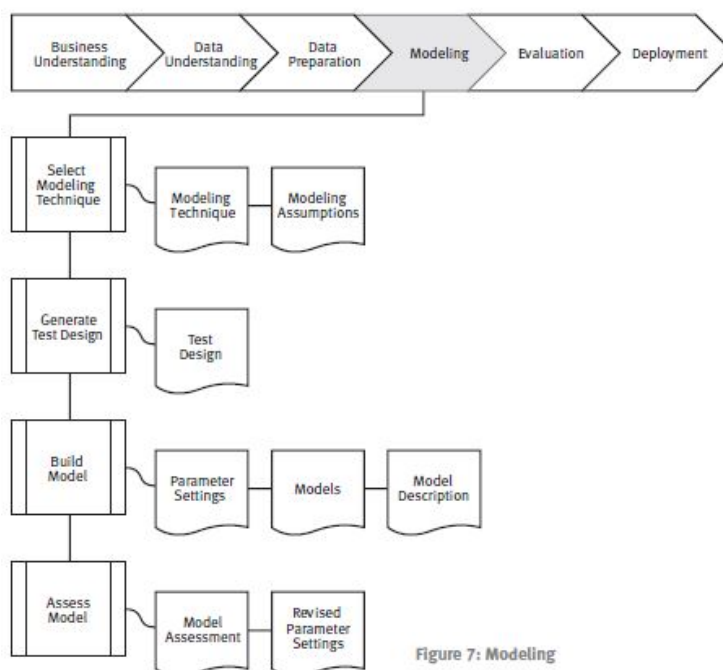 Business
Understanding
Data
Understanding
Data
Preparation
Modeling
Evaluation
Deployment
Select
Modeling
Technique
Modeling
Technique
Modeling
Assumptions
Generate
Test Design
Test
Design
Build
Model
Parameter
Settings
Models
Model
Description
Assess
Model
Model
Assessment
Revised
Parameter
Settings
Figure 7: Modeling